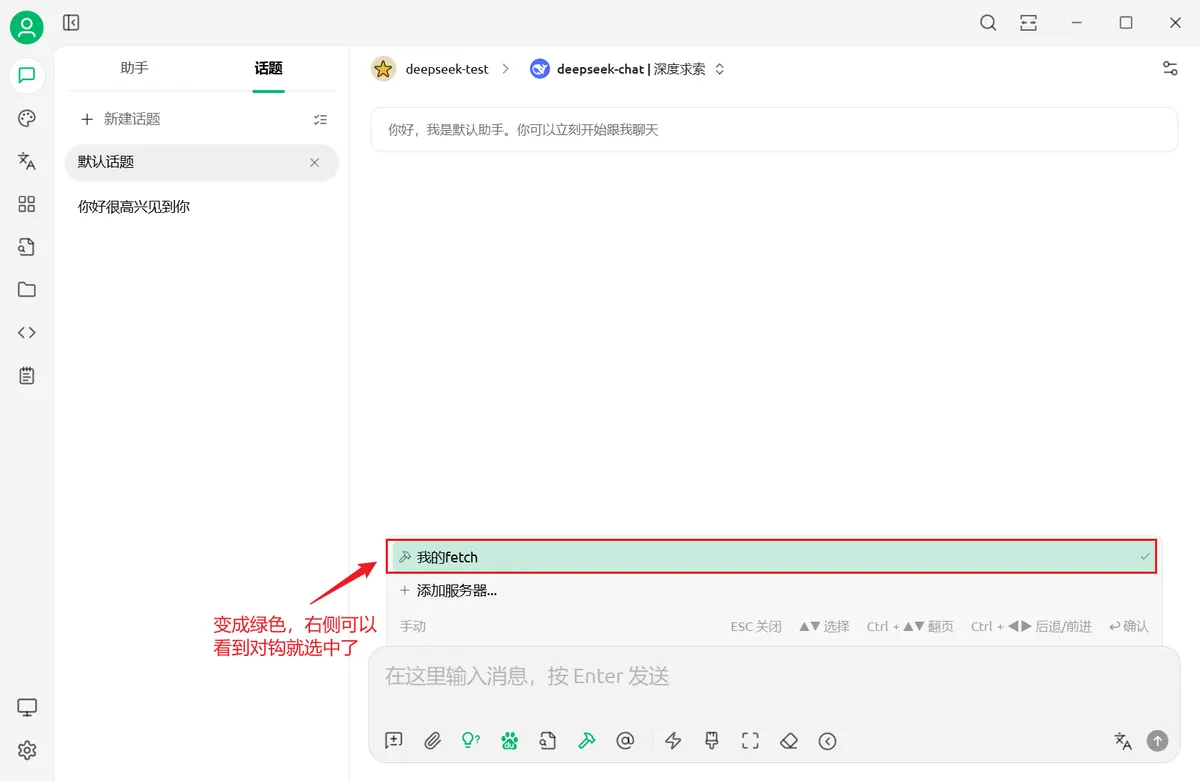 助手
话题
deepseek-test
deepseek-chat | 深度求索
新建话题
默认话题
你好很高兴见到你
你好，我是默认助手。你可以立刻开始跟我聊天
我的fetch
添加服务器...
手动
ESC 关闭 ▲▼ 选择 Ctrl + ▲▼ 翻页 Ctrl + ◀▶ 后退/前进 ↩ 确认
变成绿色，右侧可以
看到对钩就选中了
在这里输入消息，按 Enter 发送